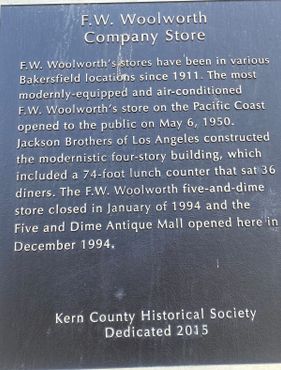 F.W. Woolworth
Company Store
F.W. Woolworth's stores have been in various
Bakersfield locations since 1911. The most
modernly-equipped and air-conditioned
F.W. Woolworth's store on the Pacific Coast
opened to the public on May 6, 1950.
Jackson Brothers of Los Angeles constructed
the modernistic four-story building, which
included a 74-foot lunch counter that sat 36
diners. The F.W. Woolworth five-and-dime
store closed in January of 1994 and the
Five and Dime Antique Mall opened here in
December 1994.
Kern County Historical Society
Dedicated 2015